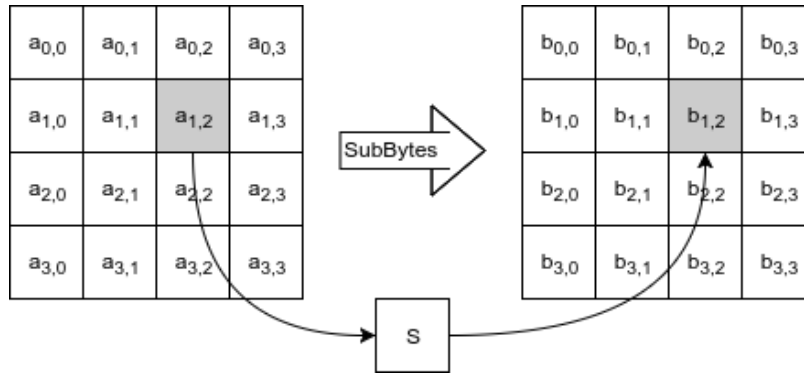 a0,0 a0,1 a0,2 a0,3 b0,0 b0,1 b0,2 b0,3
a1,0 a1,1 a1,2 a1,3 SubBytes b1,0 b1,1 b1,2 b1,3
a2,0 a2,1 a2,2 a2,3 b2,0 b2,1 b2,2 b2,3
a3,0 a3,1 a3,2 a3,3 b3,0 b3,1 b3,2 b3,3
S